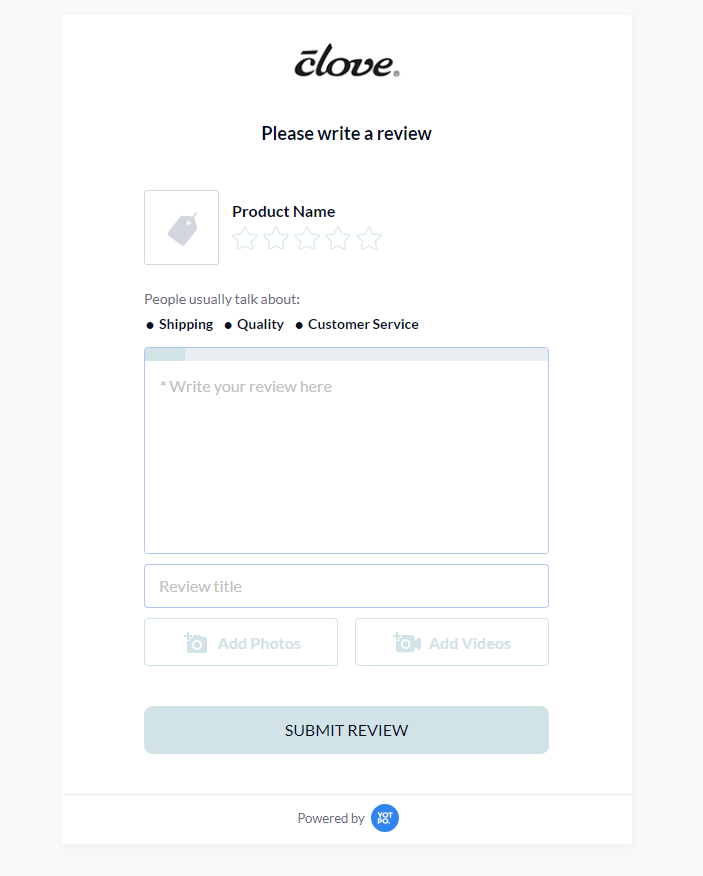 clove®
Please write a review
Product Name
People usually talk about:
● Shipping ● Quality ● Customer Service
* Write your review here
Review title
Add Photos Add Videos
SUBMIT REVIEW
Powered by YOTPO.